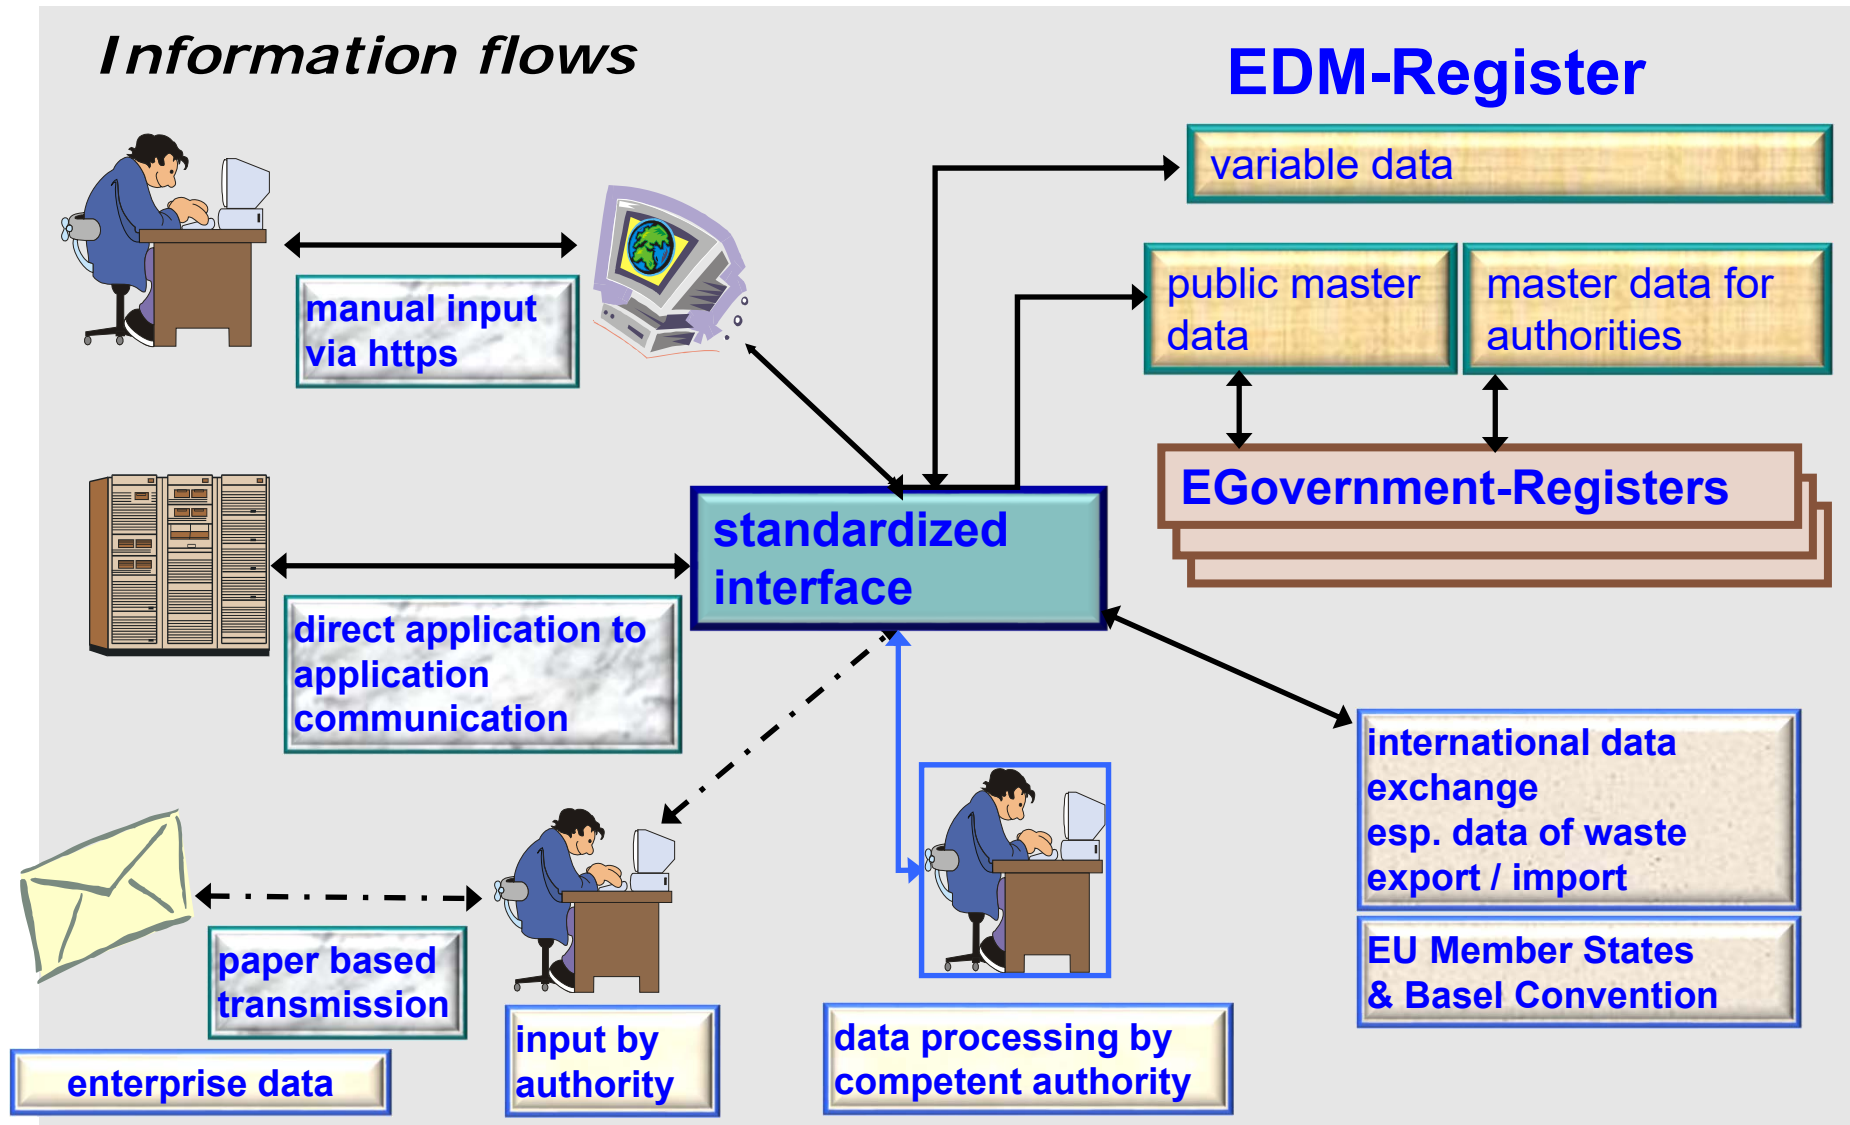 Information flows
EDM-Register
variable data
public master
data
master data for
authorities
manual input
via https
EGovernment-Registers
standardized
interface
direct application to
application
communication
international data
exchange
esp. data of waste
export / import
EU Member States
& Basel Convention
paper based
transmission
input by
authority
data processing by
competent authority
enterprise data